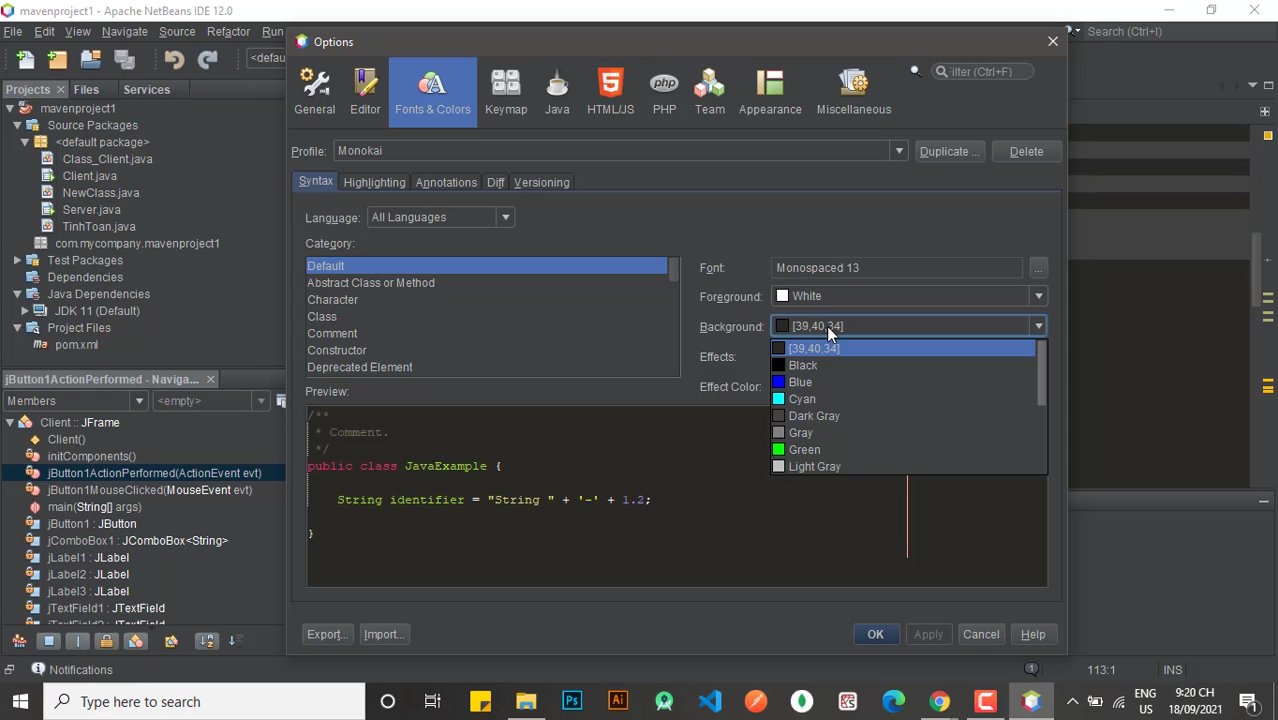 mavenproject1 - Apache NetBeans IDE 12.0
File Edit View Navigate Source Refactor Run
Search (Ctrl+I)
Options
<defau
Projects Files Services
mavenproject1
Source Packages
<default package>
Class_Client.java
Client.java
NewClass.java
Server.java
TinhToan.java
com.mycompany.mavenproject1
Test Packages
Dependencies
Java Dependencies
JDK 11 (Default)
Project Files
pom.xml
jButton1ActionPerformed - Naviga...
Members <empty>
Client :: JFrame
Client()
initComponents()
jButton1ActionPerformed(ActionEvent evt)
jButton1MouseClicked(MouseEvent evt)
main(String[] args)
jButton1 : JButton
jComboBox1 : JComboBox<String>
jLabel1 : JLabel
jLabel2 : JLabel
jLabel3 : JLabel
jTextField1 : JTextField
General Editor Fonts & Colors Keymap Java HTML/JS PHP Team Appearance Miscellaneous
ilter (Ctrl+F)
Profile: Monokai Duplicate ... Delete
Syntax Highlighting Annotations Diff Versioning
Language: All Languages
Category:
Default
Abstract Class or Method
Character
Class
Comment
Constructor
Deprecated Element
Font: Monospaced 13 ...
Foreground: White
Background: [39,40,34]
Effects:
Effect Color:
[39,40,34]
Black
Blue
Cyan
Dark Gray
Gray
Green
Light Gray
Preview:
/**
* Comment.
*/
public class JavaExample {
String identifier = "String " + '-' + 1.2;
}
Export... Import... OK Apply Cancel Help
Notifications 1 113:1 INS
Type here to search
ENG
US
9:20 CH
18/09/2021
1